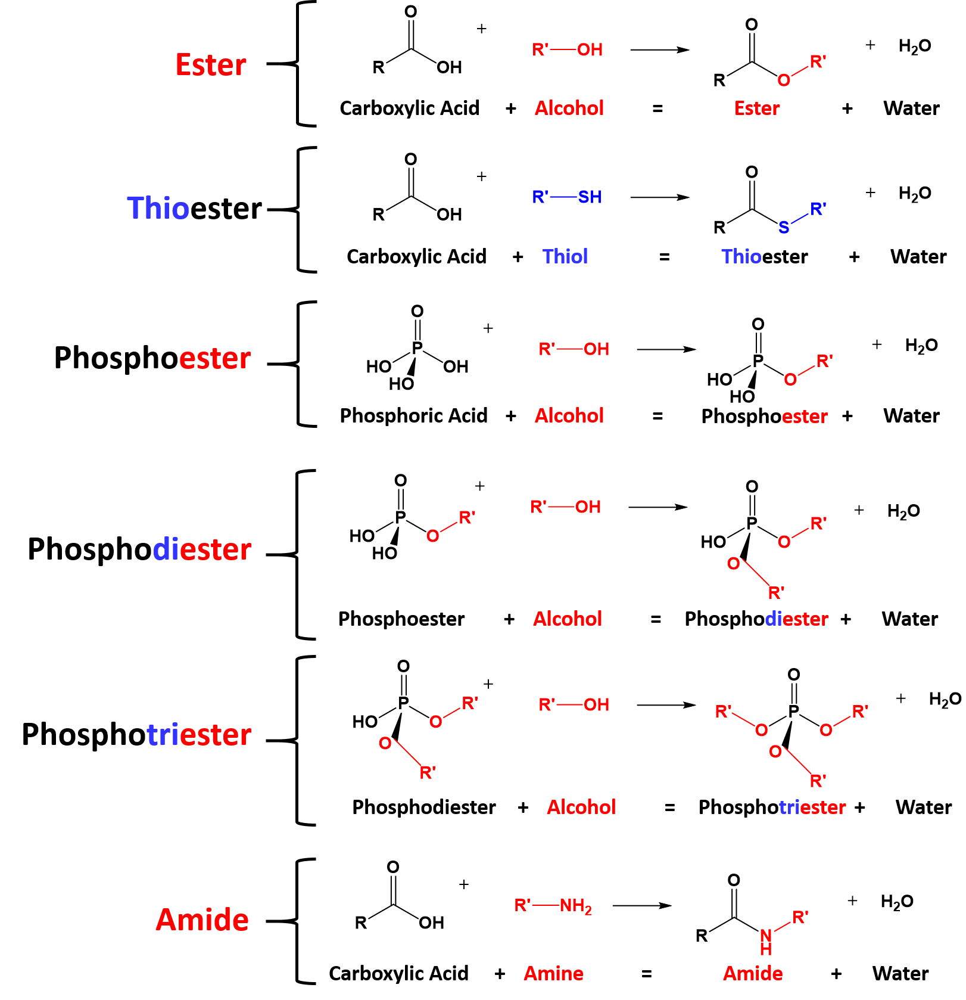 Ester
O
+
R
OH
R'
OH
O
R
O
R'
+ H₂O
Carboxylic Acid + Alcohol = Ester + Water
Thioester
O
+
R
OH
R'
SH
O
R
S
R'
+ H₂O
Carboxylic Acid + Thiol = Thioester + Water
Phosphoester
O
+
P
HO
OH
HO
R'
OH
O
P
R'
HO
O
HO
+ H₂O
Phosphoric Acid + Alcohol = Phosphoester + Water
Phosphodiester
O
+
P
R'
HO
O
HO
R'
OH
O
P
R'
HO
O
O
R'
+ H₂O
Phosphoester + Alcohol = Phosphodiester + Water
Phosphotriester
O
+
P
R'
HO
O
O
R'
R'
OH
O
R'
P
R'
O
O
O
R'
+ H₂O
Phosphodiester + Alcohol = Phosphotriester + Water
Amide
O
+
R
OH
R'
NH₂
O
R
N
H
R'
+ H₂O
Carboxylic Acid + Amine = Amide + Water